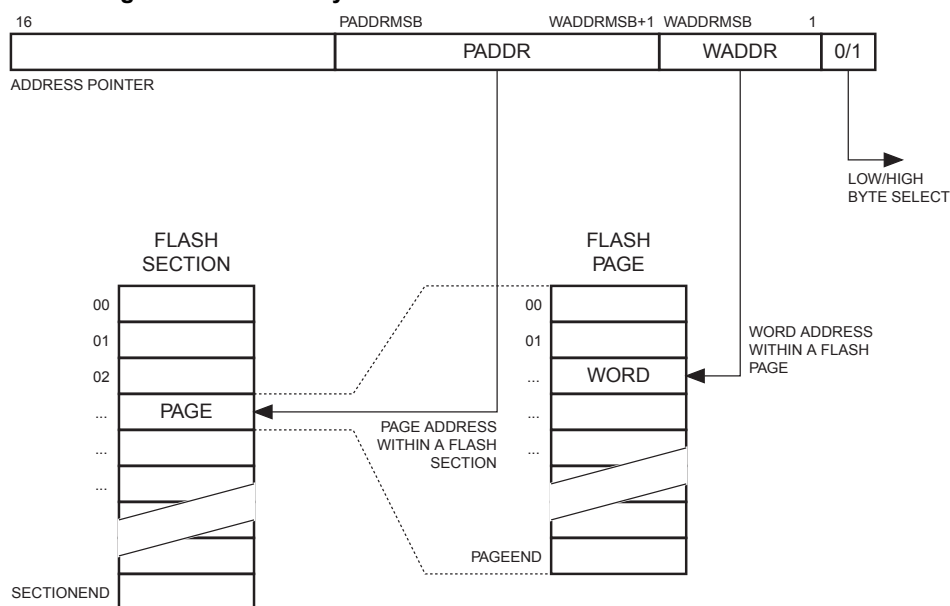 16 PADDRMSB WADDRMSB+1 WADDRMSB 1
PADDR WADDR 0/1
ADDRESS POINTER
LOW/HIGH
BYTE SELECT
FLASH
SECTION
FLASH
PAGE
00
01
02
...
PAGE
...
...
SECTIONEND
PAGE ADDRESS
WITHIN A FLASH
SECTION
00
01
...
WORD
...
...
PAGEEND
WORD ADDRESS
WITHIN A FLASH
PAGE